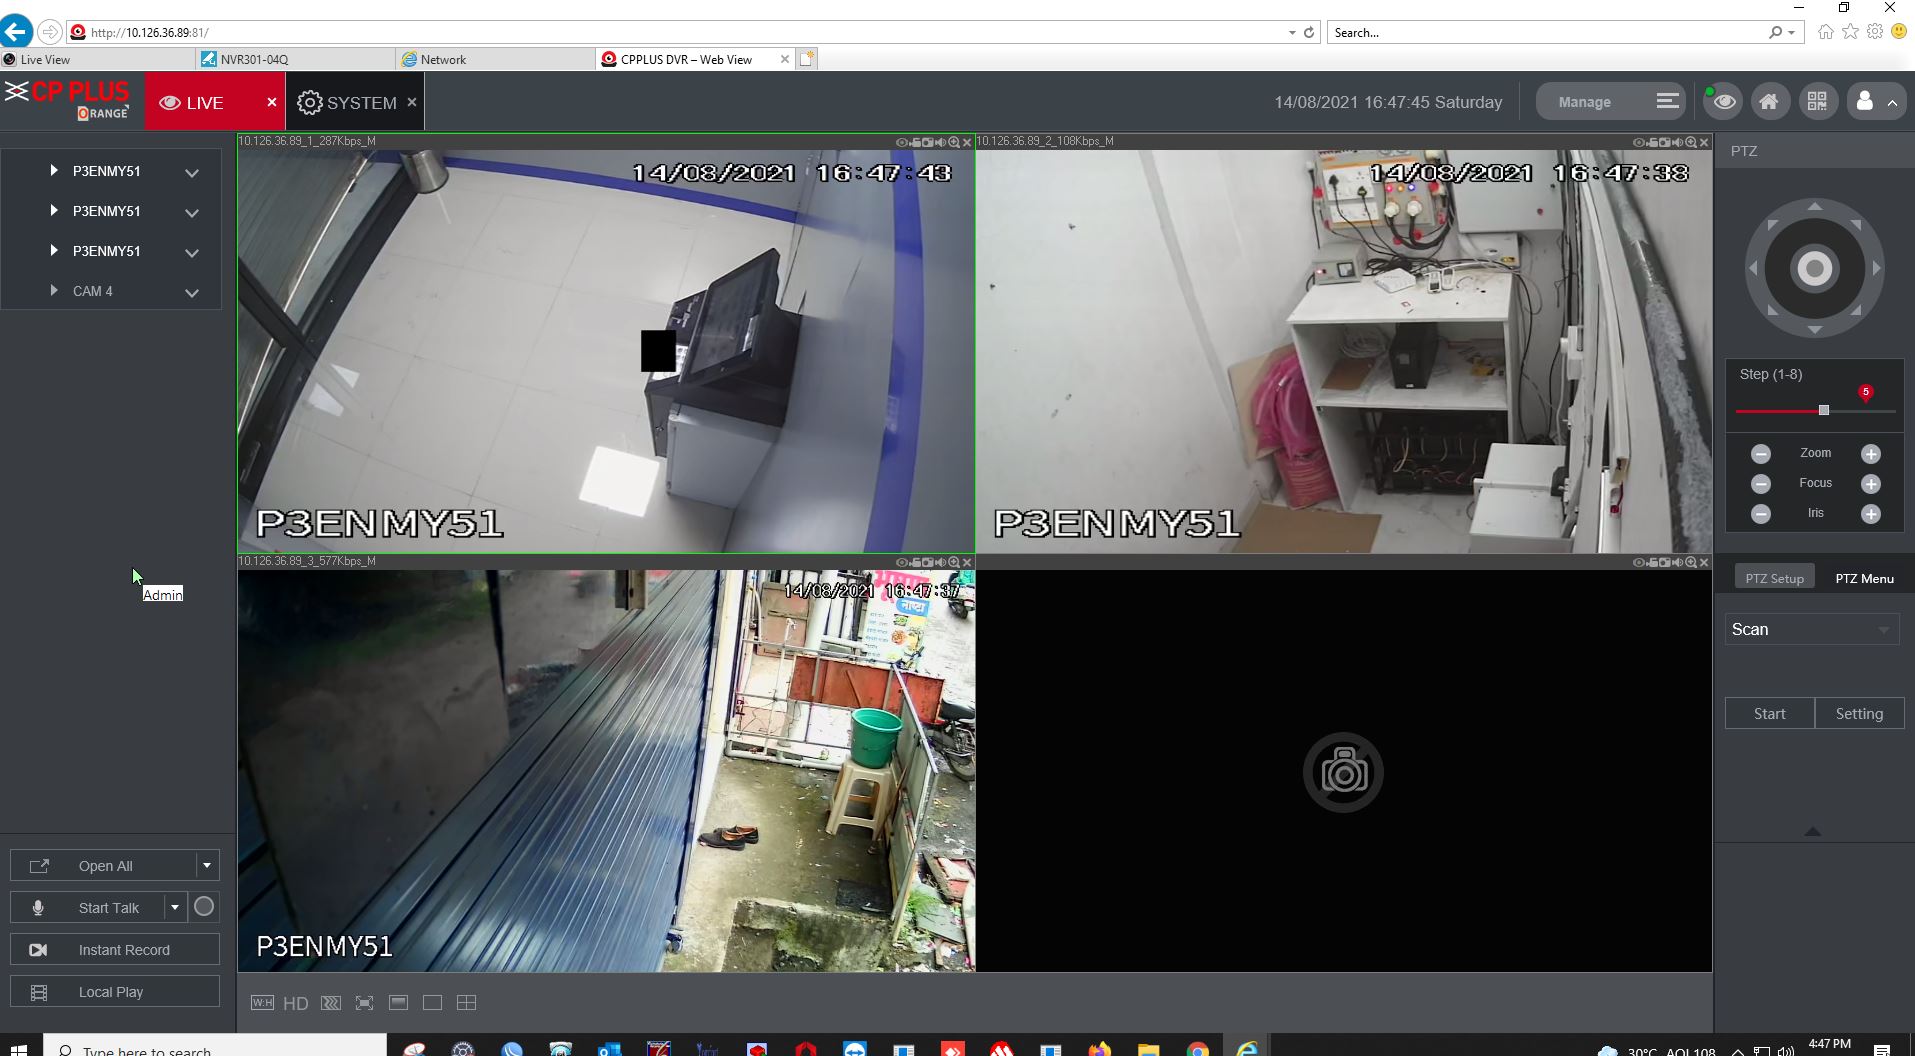 http://10.126.36.89:81/
Search...
Live View
NVR301-04Q
Network
CPPLUS DVR – Web View
CP PLUS
ORANGE
LIVE
SYSTEM
14/08/2021 16:47:45 Saturday
Manage
P3ENMY51
P3ENMY51
P3ENMY51
CAM 4
10.126.36.89_1_287Kbps_M
14/08/2021 16:47:43
P3ENMY51
10.126.36.89_2_108Kbps_M
14/08/2021 16:47:38
P3ENMY51
10.126.36.89_3_577Kbps_M
14/08/2021 16:47:37
नाष्टा
P3ENMY51
PTZ
Step (1-8)
5
Zoom
Focus
Iris
PTZ Setup
PTZ Menu
Scan
Start
Setting
Admin
Open All
Start Talk
Instant Record
Local Play
W:H
HD
Type here to search
30°C AQI 108
4:47 PM